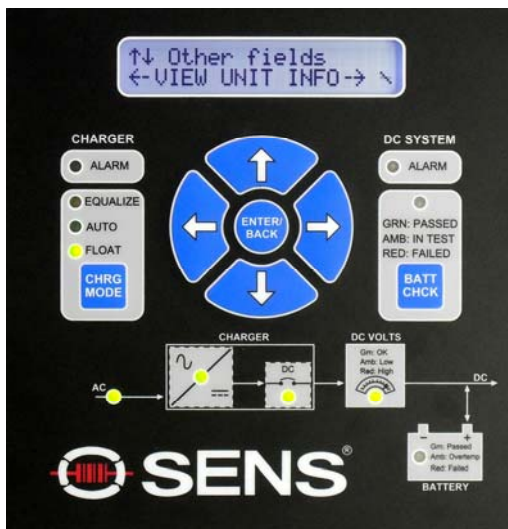 ↑↓ Other fields
←-VIEW UNIT INFO-→
CHARGER
ALARM
EQUALIZE
AUTO
FLOAT
CHRG
MODE
ENTER/
BACK
DC SYSTEM
ALARM
GRN: PASSED
AMB: IN TEST
RED: FAILED
BATT
CHCK
CHARGER
DC
AC
DC VOLTS
Grn: OK
Amb: Low
Red: High
DC
SENS®
- +
Grn: Passed
Amb: Overtemp
Red: Failed
BATTERY